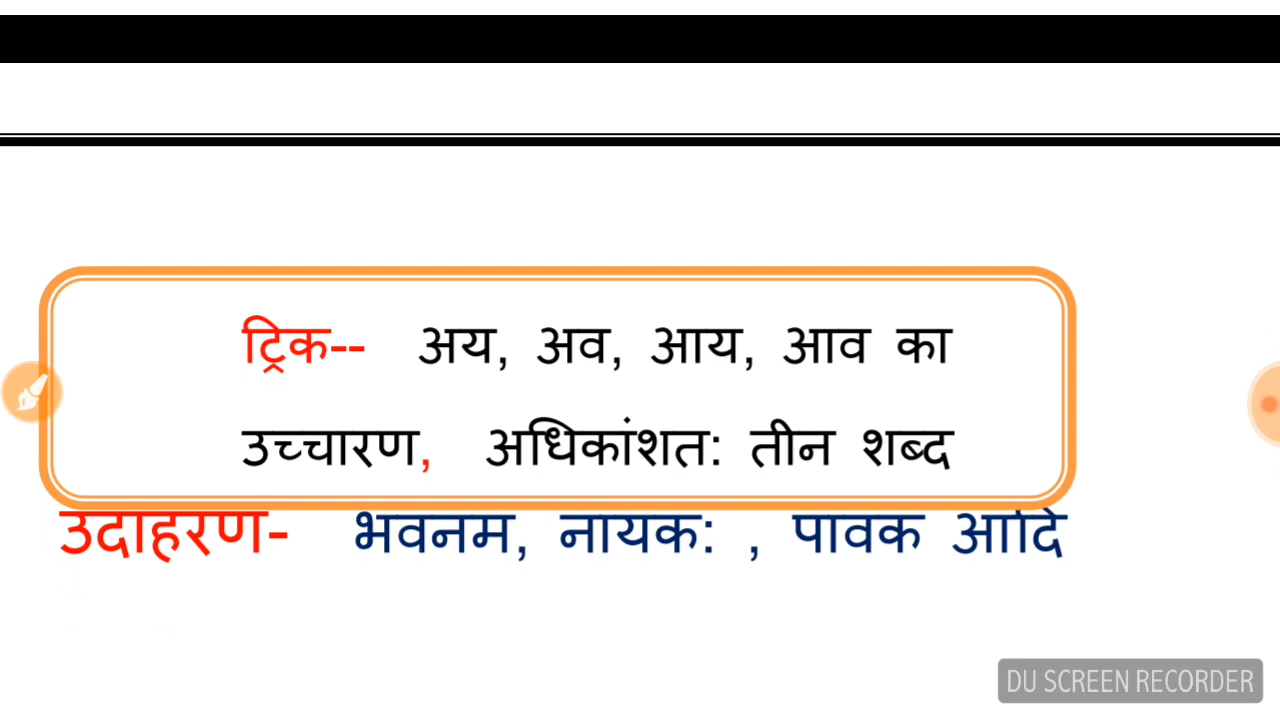 ट्रिक-- अय, अव, आय, आव का
उच्चारण, अधिकांशत: तीन शब्द
उदाहरण- भवनम, नायक: , पावक आदि
DU SCREEN RECORDER